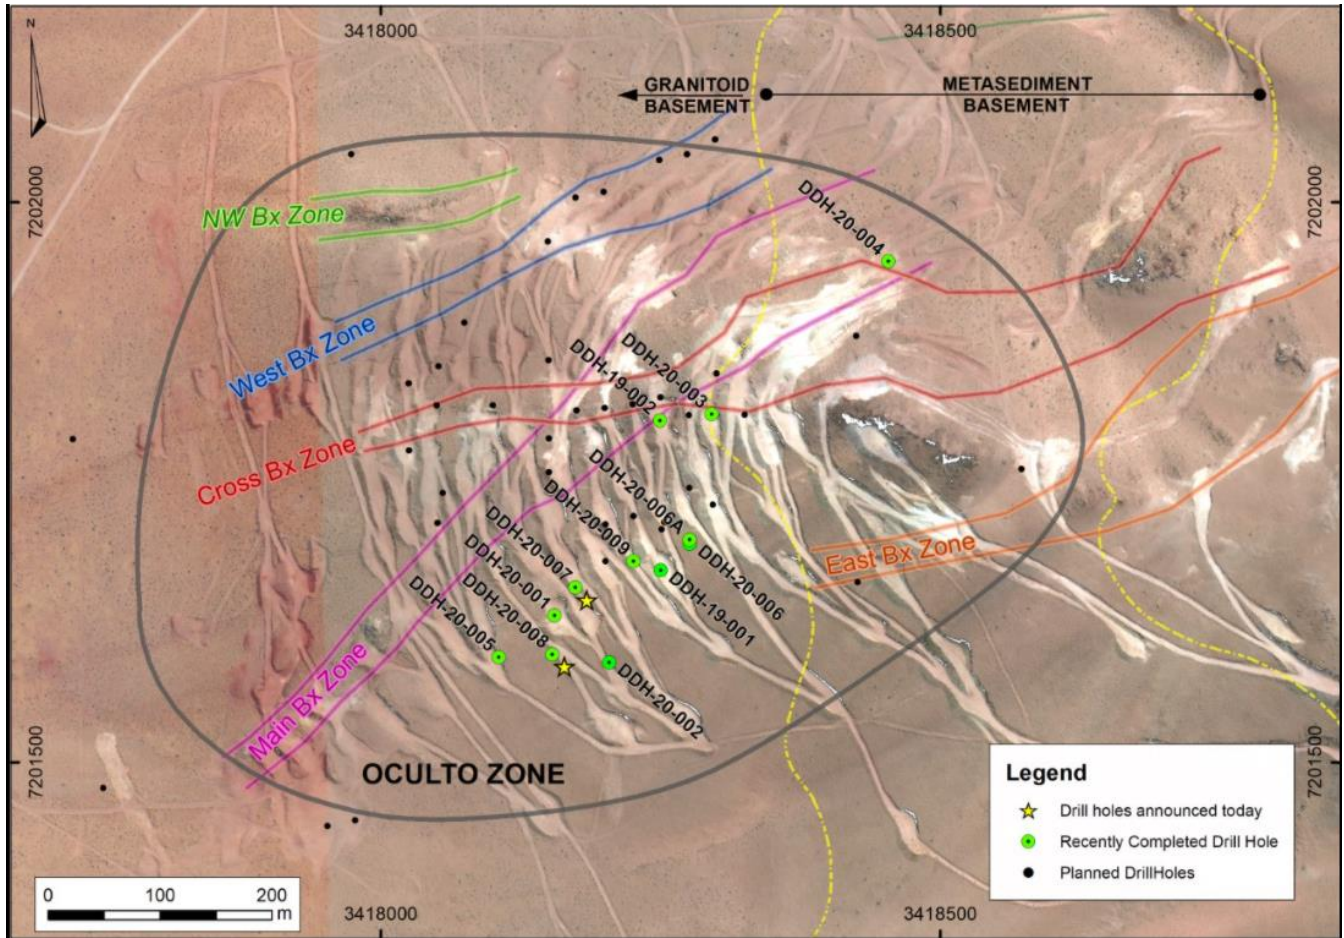 3418000
3418500
N
GRANITOID
BASEMENT
METASEDIMENT
BASEMENT
7202000
7202000
NW Bx Zone
DDH-20-004
West Bx Zone
DDH-20-003
DDH-19-002
Cross Bx Zone
DDH-20-006A
DDH-20-009
DDH-20-007
DDH-20-001
DDH-20-008
DDH-20-005
East Bx Zone
DDH-20-006
DDH-19-001
DDH-20-002
Main Bx Zone
7201500
7201500
OCULTO ZONE
Legend
Drill holes announced today
Recently Completed Drill Hole
Planned DrillHoles
0 100 200
m
3418000
3418500